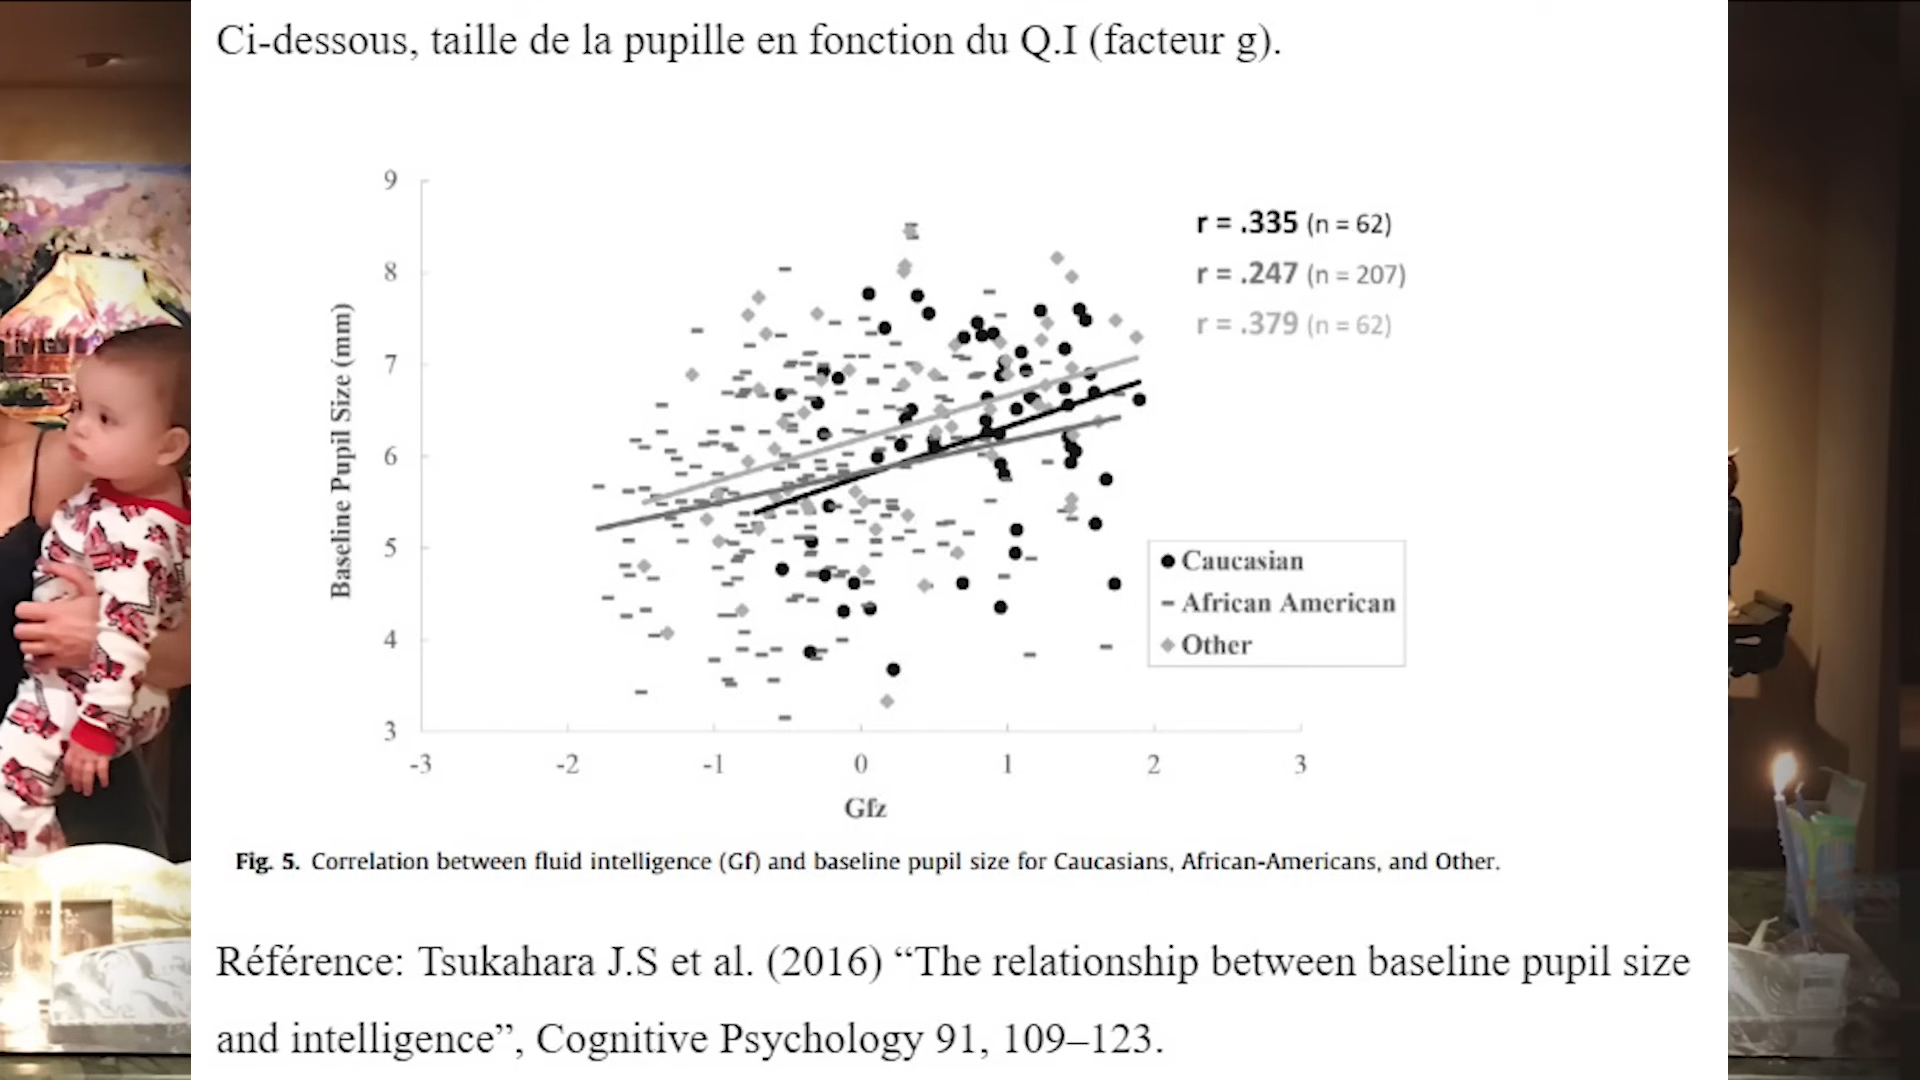 Ci-dessous, taille de la pupille en fonction du Q.I (facteur g).
9
8
7
6
5
4
3
Baseline Pupil Size (mm)
r = .335 (n = 62)
r = .247 (n = 207)
r = .379 (n = 62)
Caucasian
African American
Other
-3 -2 -1 0 1 2 3
Gfz
Fig. 5. Correlation between fluid intelligence (Gf) and baseline pupil size for Caucasians, African-Americans, and Other.
Référence: Tsukahara J.S et al. (2016) “The relationship between baseline pupil size
and intelligence”, Cognitive Psychology 91, 109–123.